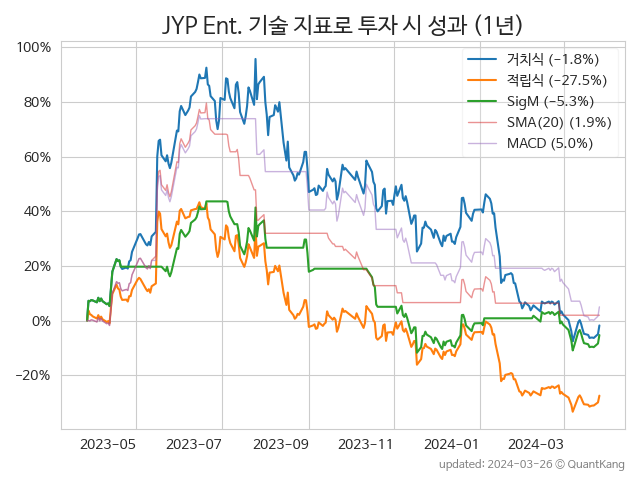 JYP Ent. 기술 지표로 투자 시 성과 (1년)
100%
80%
60%
40%
20%
0%
−20%
거치식 (−1.8%)
적립식 (−27.5%)
SigM (−5.3%)
SMA(20) (1.9%)
MACD (5.0%)
2023-05
2023-07
2023-09
2023-11
2024-01
2024-03
updated: 2024-03-26 © QuantKang